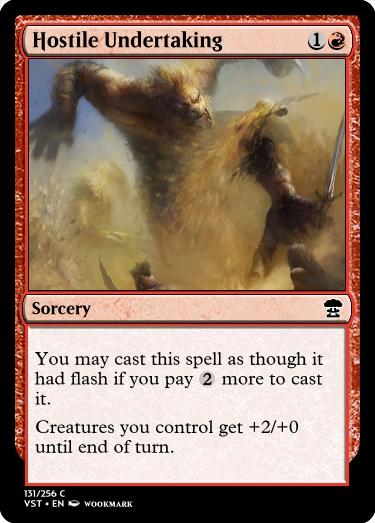 Hostile Undertaking 1
Sorcery
You may cast this spell as though it
had flash if you pay 2 more to cast
it.
Creatures you control get +2/+0
until end of turn.
131/256 C
VST • EN WOOKMARK